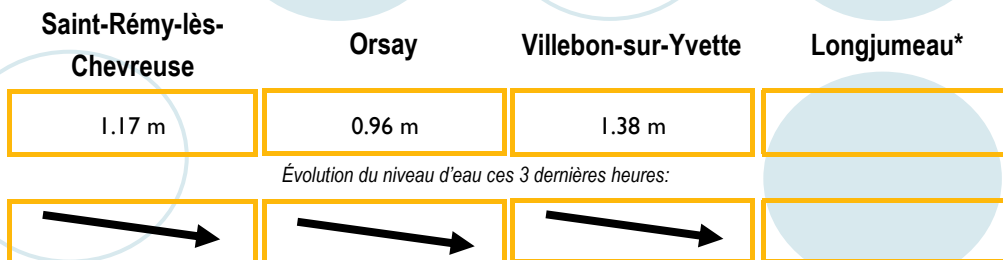 Saint-Rémy-lès-Chevreuse Orsay Villebon-sur-Yvette Longjumeau*
1.17 m 0.96 m 1.38 m
Évolution du niveau d'eau ces 3 dernières heures: